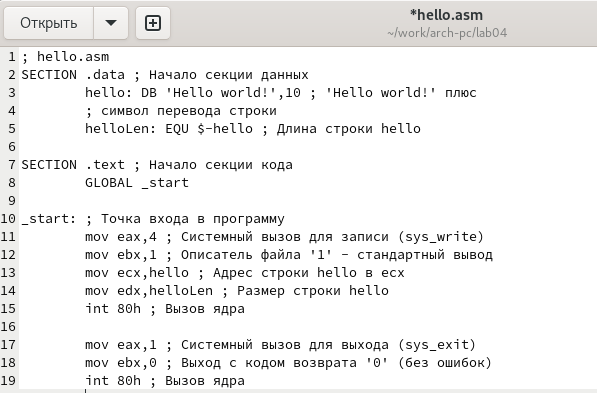 Открыть
*hello.asm
~/work/arch-pc/lab04
1 ; hello.asm
2 SECTION .data ; Начало секции данных
3         hello: DB 'Hello world!',10 ; 'Hello world!' плюс
4         ; символ перевода строки
5         helloLen: EQU $-hello ; Длина строки hello
6
7 SECTION .text ; Начало секции кода
8         GLOBAL _start
9
10 _start: ; Точка входа в программу
11         mov eax,4 ; Системный вызов для записи (sys_write)
12         mov ebx,1 ; Описатель файла '1' - стандартный вывод
13         mov ecx,hello ; Адрес строки hello в ecx
14         mov edx,helloLen ; Размер строки hello
15         int 80h ; Вызов ядра
16
17         mov eax,1 ; Системный вызов для выхода (sys_exit)
18         mov ebx,0 ; Выход с кодом возврата '0' (без ошибок)
19         int 80h ; Вызов ядра